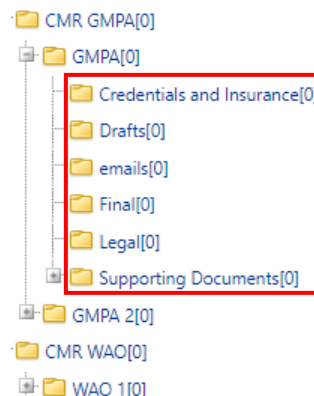 CMR GMPA[0]
GMPA[0]
Credentials and Insurance[0]
Drafts[0]
emails[0]
Final[0]
Legal[0]
Supporting Documents[0]
GMPA 2[0]
CMR WAO[0]
WAO 1[0]